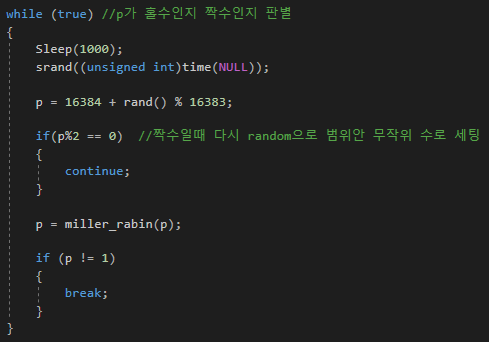 while (true) //p가 홀수인지 짝수인지 판별
{
    Sleep(1000);
    srand((unsigned int)time(NULL));

    p = 16384 + rand() % 16383;

    if(p%2 == 0)  //짝수일때 다시 random으로 범위안 무작위 수로 세팅
    {
        continue;
    }

    p = miller_rabin(p);

    if (p != 1)
    {
        break;
    }
}